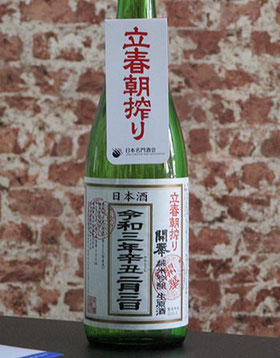 立春朝搾り
日本名門酒会
日本酒
立春朝搾り
開華
純米吟醸 生原酒
令和三年辛丑二月三日